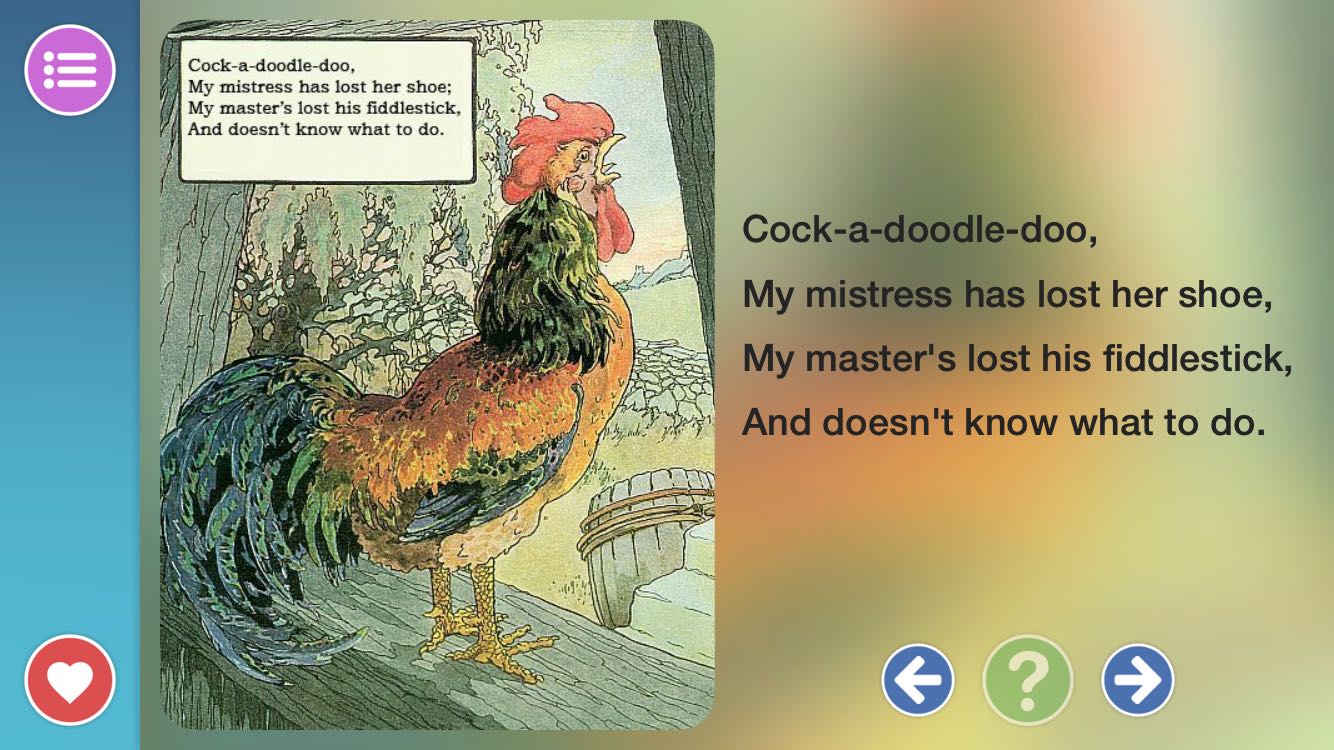 Cock-a-doodle-doo,
My mistress has lost her shoe;
My master's lost his fiddlestick,
And doesn't know what to do.
Cock-a-doodle-doo,
My mistress has lost her shoe,
My master's lost his fiddlestick,
And doesn't know what to do.
?